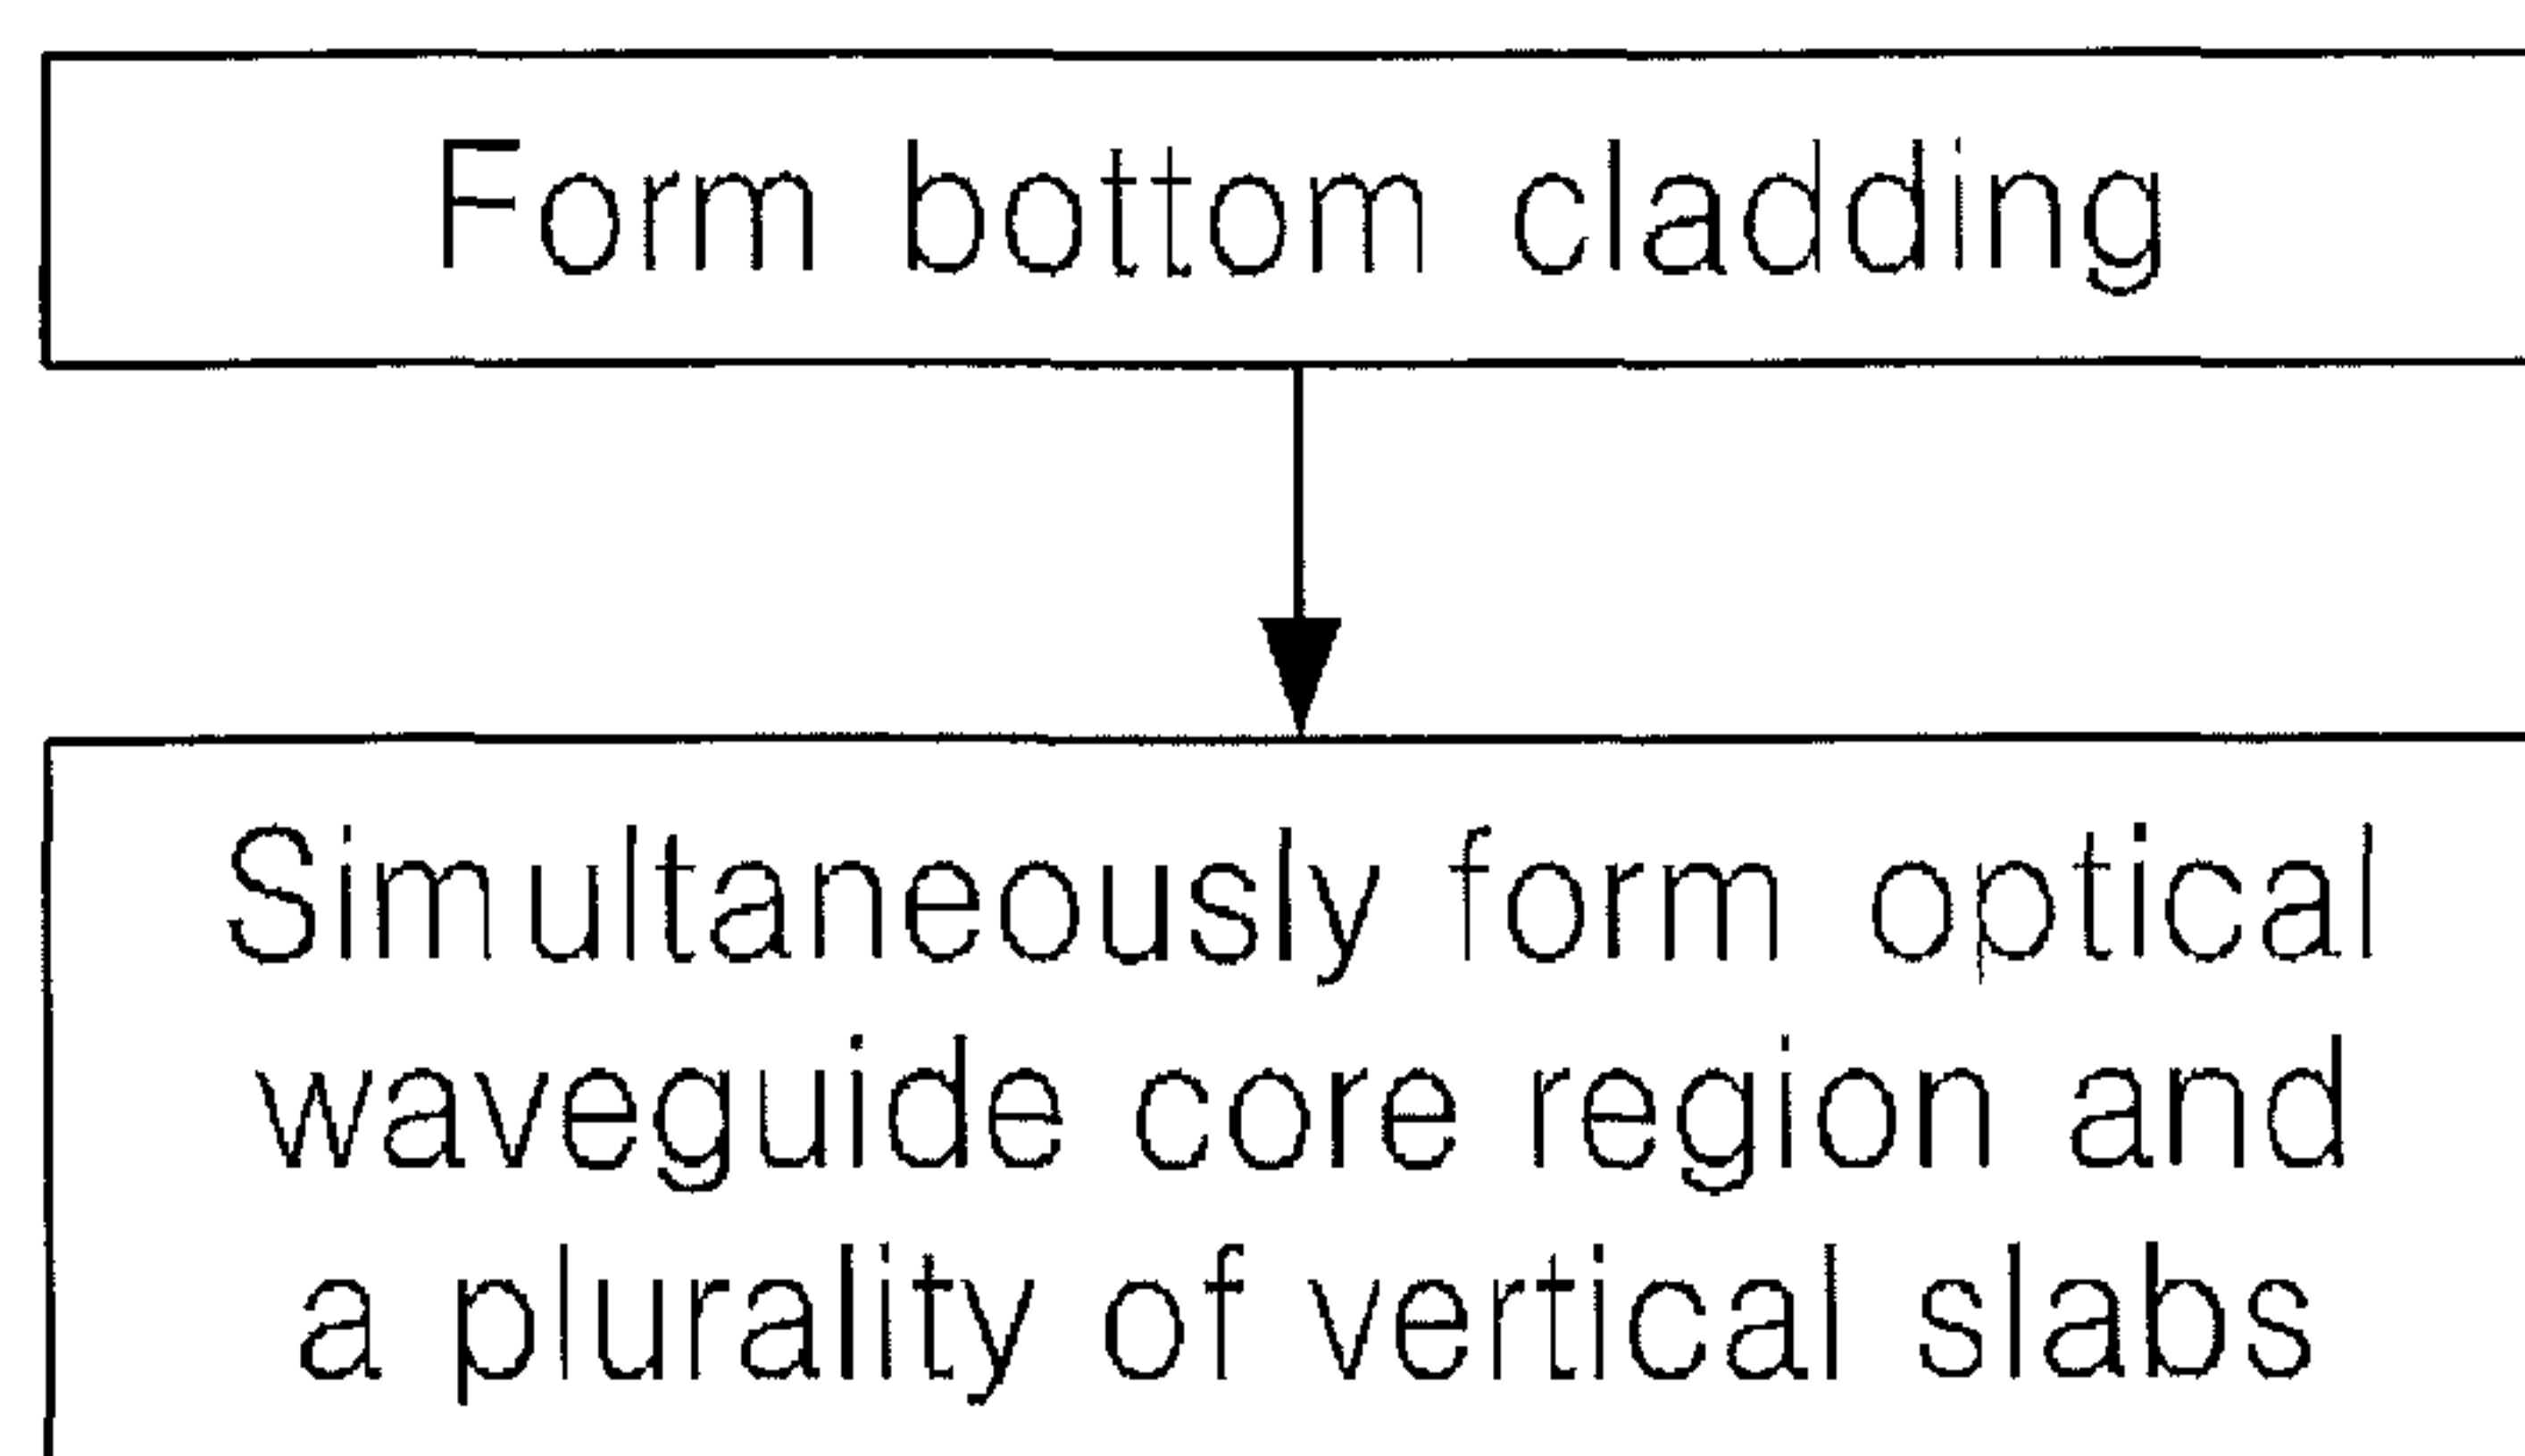 Form bottom cladding
Simultaneously form optical
waveguide core region and
a plurality of vertical slabs